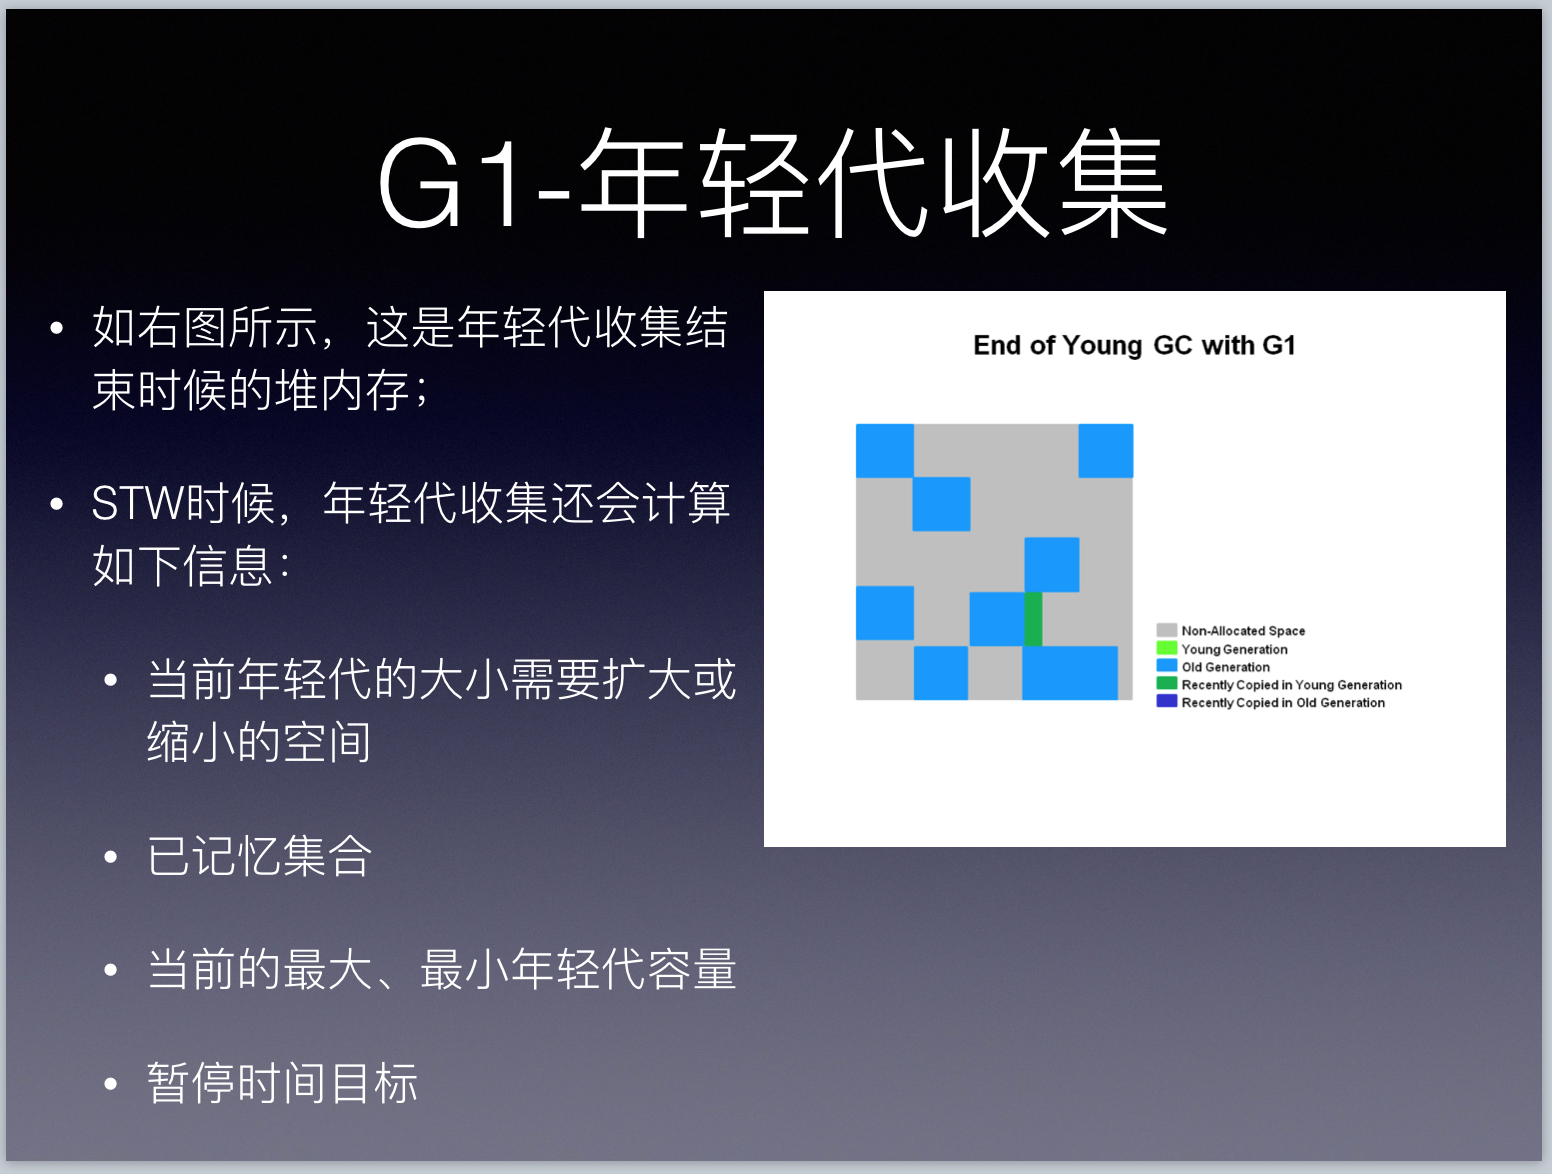 G1-年轻代收集
• 如右图所示，这是年轻代收集结
束时候的堆内存；
• STW时候，年轻代收集还会计算
如下信息：
• 当前年轻代的大小需要扩大或
缩小的空间
• 已记忆集合
• 当前的最大、最小年轻代容量
• 暂停时间目标
End of Young GC with G1
Non-Allocated Space
Young Generation
Old Generation
Recently Copied in Young Generation
Recently Copied in Old Generation